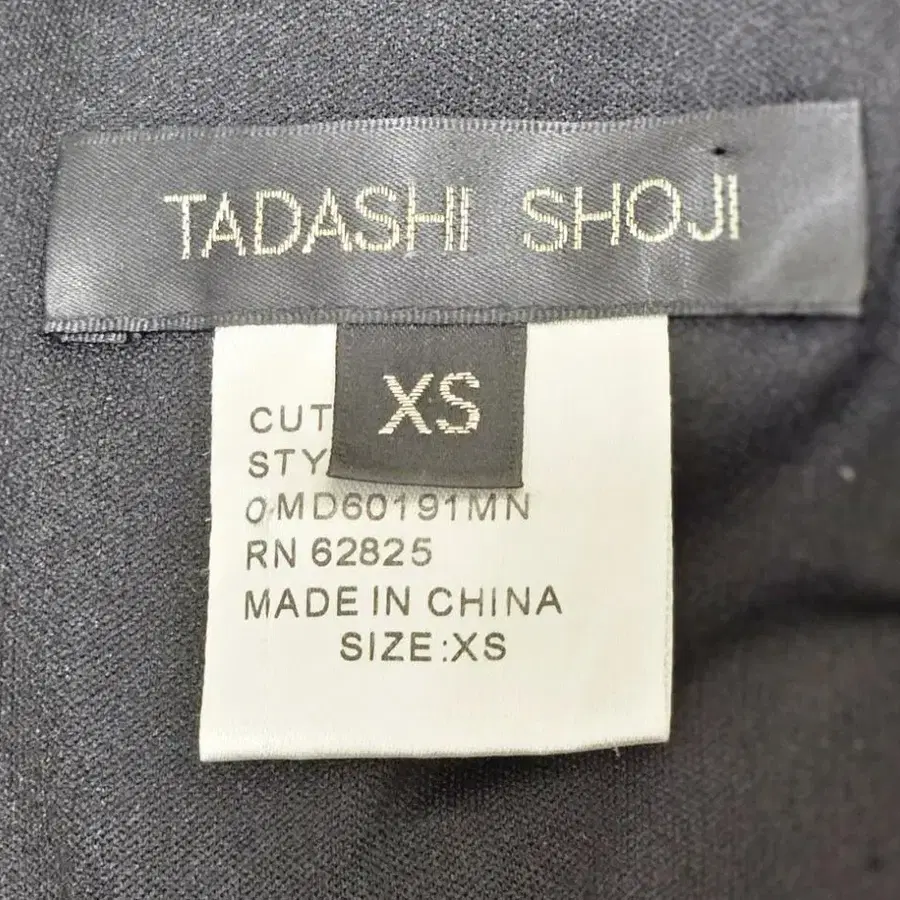 TADASHI SHOJI
XS
CUT
STY
0MD60191MN
RN 62825
MADE IN CHINA
SIZE:XS